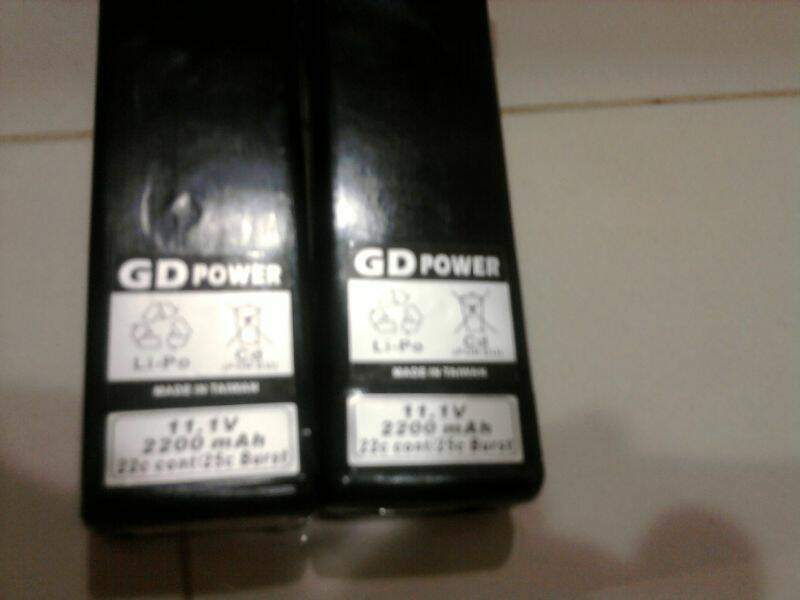 GD POWER
Li-Po
Cd
MADE IN TAIWAN
11.1V
2200 mAh
22c cont/25c Burst
GD POWER
Li-Po
Cd
MADE IN TAIWAN
11.1V
2200 mAh
22c cont/25c Burst